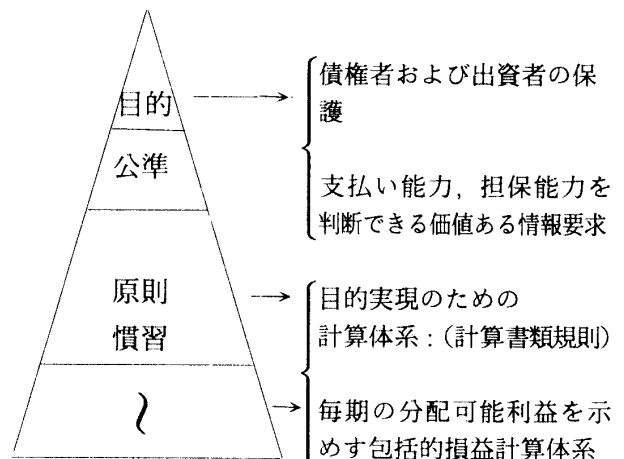 目的
公準
原則
慣習
債権者および出資者の保
護
支払い能力，担保能力を
判断できる価値ある情報要求
目的実現のための
計算体系：（計算書類規則）
毎期の分配可能利益を示
めす包括的損益計算体系